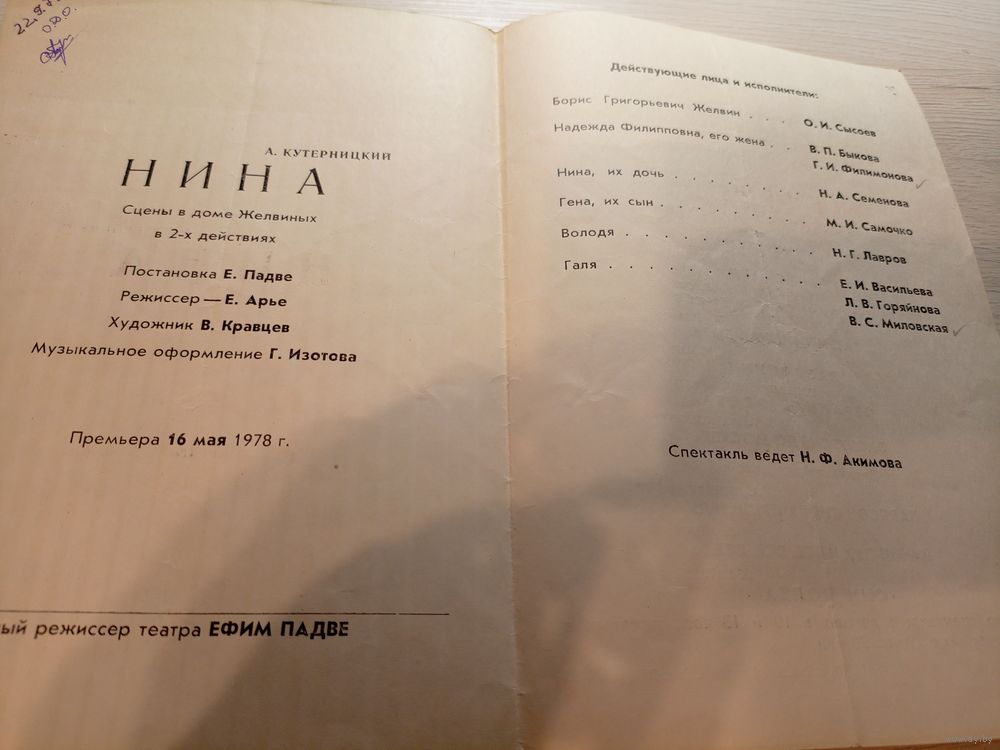 А. КУТЕРНИЦКИЙ
НИНА
Сцены в доме Желвиных
в 2-х действиях
Постановка Е. Падве
Режиссер — Е. Арье
Художник В. Кравцев
Музыкальное оформление Г. Изотова
Премьера 16 мая 1978 г.
ый режиссер театра ЕФИМ ПАДВЕ
Действующие лица и исполнители:
Борис Григорьевич Желвин . . . О. И. Сысоев
Надежда Филипповна, его жена . . В. П. Быкова
Г. И. Филимонова
Нина, их дочь . . . . . . . Н. А. Семенова
Гена, их сын . . . . . . . . М. И. Самочко
Володя . . . . . . . . . . Н. Г. Лавров
Галя . . . . . . . . . . . Е. И. Васильева
Л. В. Горяйнова
В. С. Миловская
Спектакль ведет Н. Ф. Акимова